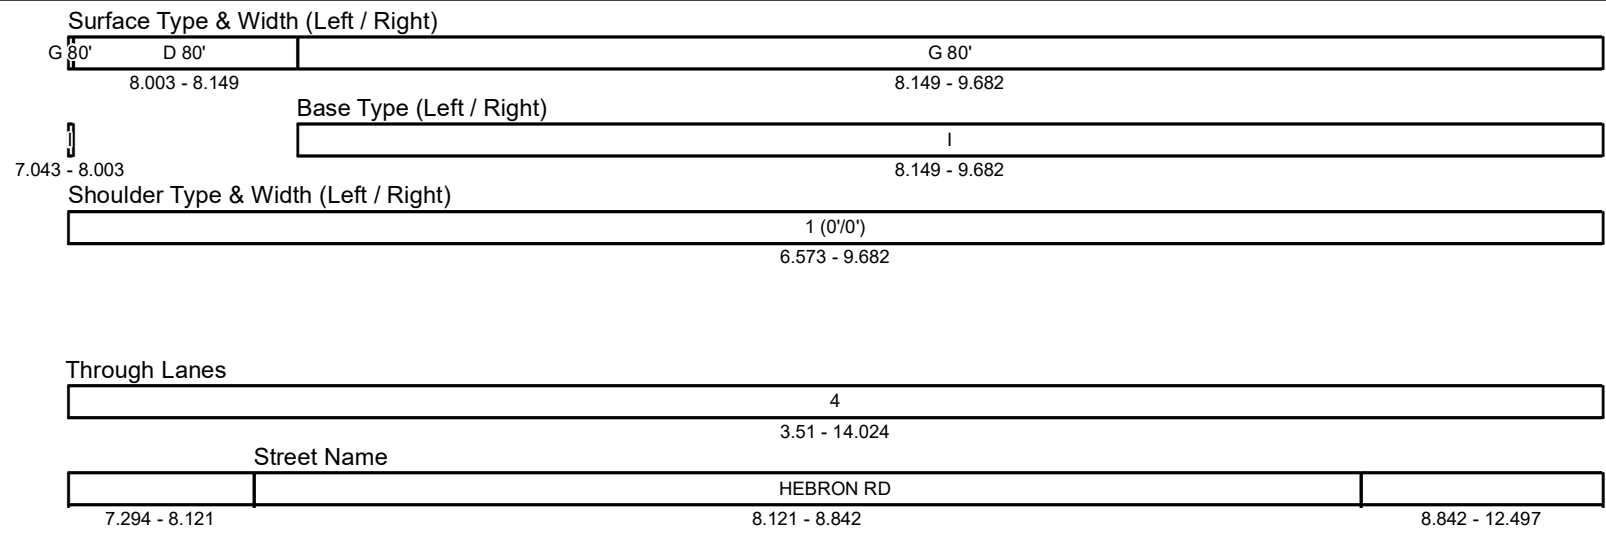 Surface Type & Width (Left / Right)
G 80' D 80' G 80'
8.003 - 8.149 8.149 - 9.682
Base Type (Left / Right)
I I
7.043 - 8.003 8.149 - 9.682
Shoulder Type & Width (Left / Right)
1 (0'/0')
6.573 - 9.682
Through Lanes
4
3.51 - 14.024
Street Name
HEBRON RD
7.294 - 8.121 8.121 - 8.842 8.842 - 12.497